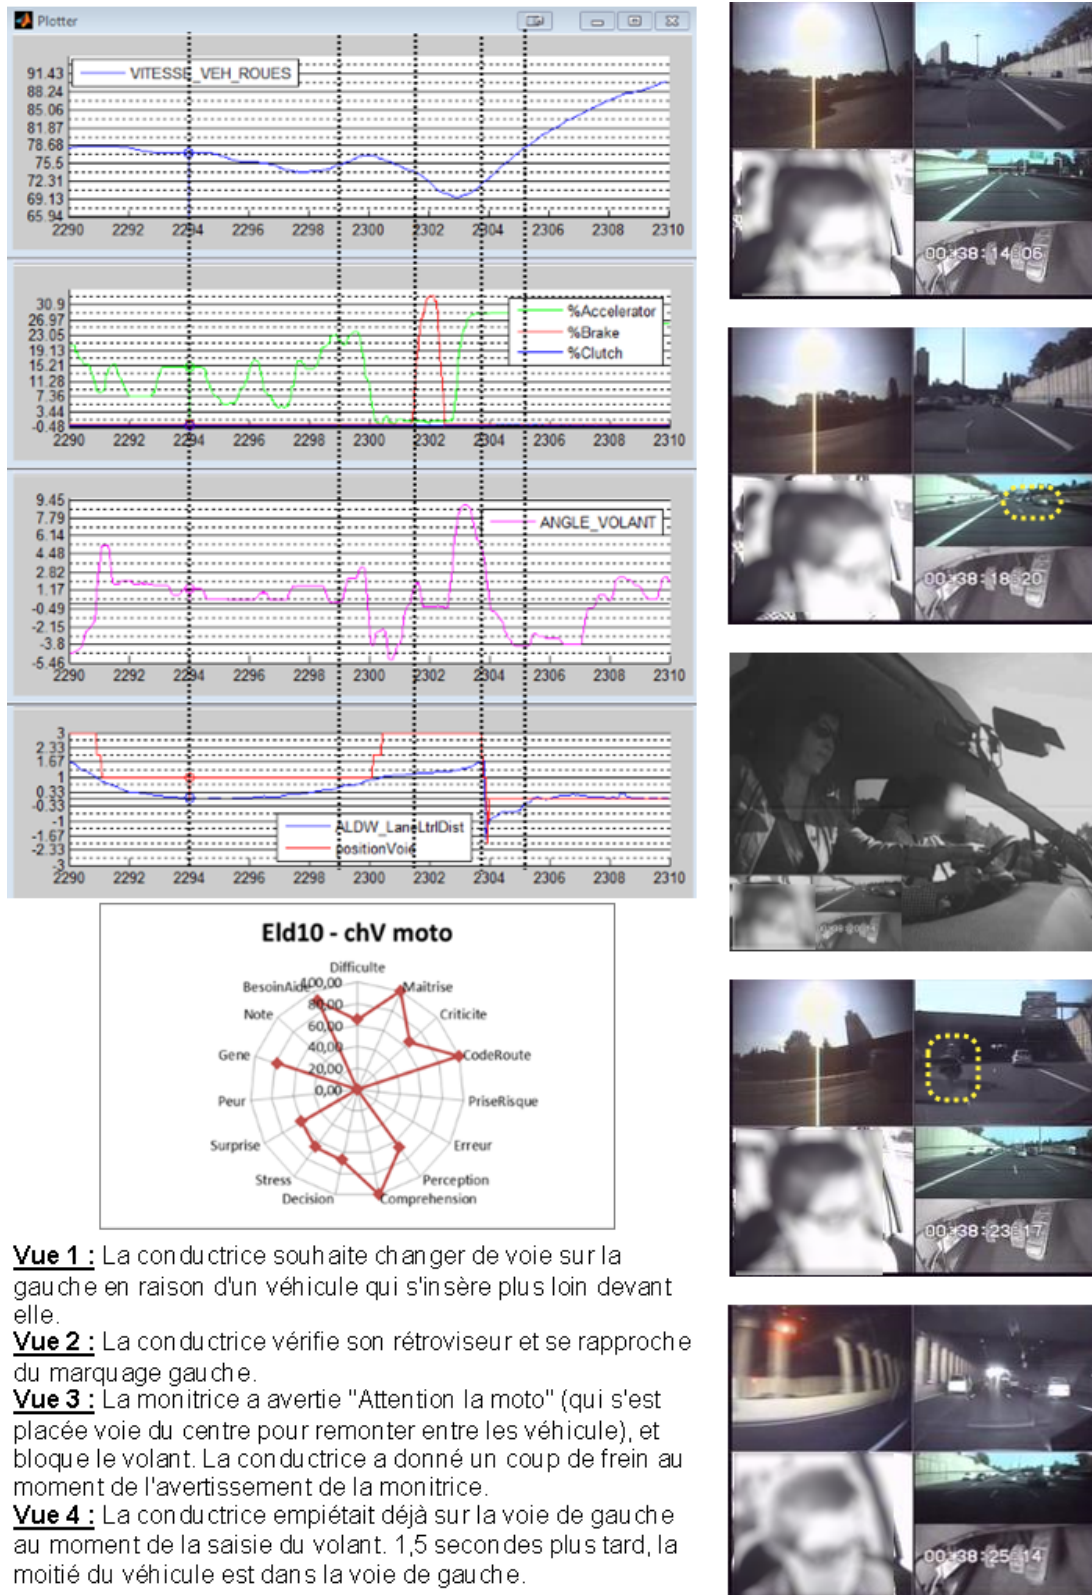 Plotter
91.43
88.24
85.06
81.87
78.68
75.5
72.31
69.13
65.94
VITESSE_VEH_ROUES
2290 2292 2294 2296 2298 2300 2302 2304 2306 2308 2310
30.9
26.97
23.05
19.13
15.21
11.28
7.36
3.44
-0.48
%Accelerator
%Brake
%Clutch
2290 2292 2294 2296 2298 2300 2302 2304 2306 2308 2310
9.45
7.79
6.14
4.48
2.82
1.17
-0.49
-2.15
-3.8
-5.46
ANGLE_VOLANT
2290 2292 2294 2296 2298 2300 2302 2304 2306 2308 2310
3
2.33
1.67
1
0.33
-0.33
-1
-1.67
-2.33
-3
ALDW_LaneLtrlDist
positionVoie
2290 2292 2294 2296 2298 2300 2302 2304 2306 2308 2310
Eld10 - chV moto
Difficulte
Maitrise
Criticite
CodeRoute
PriseRisque
Erreur
Perception
Comprehension
Decision
Stress
Surprise
Peur
Gene
Note
BesoinAide
100,00
80,00
60,00
40,00
20,00
0,00
Vue 1 : La conductrice souhaite changer de voie sur la
gauche en raison d'un véhicule qui s'insère plus loin devant
elle.
Vue 2 : La conductrice vérifie son rétroviseur et se rapproche
du marquage gauche.
Vue 3 : La monitrice a avertie "Attention la moto" (qui s'est
placée voie du centre pour remonter entre les véhicule), et
bloque le volant. La conductrice a donné un coup de frein au
moment de l'avertissement de la monitrice.
Vue 4 : La conductrice empiétait déjà sur la voie de gauche
au moment de la saisie du volant. 1,5 secondes plus tard, la
moitié du véhicule est dans la voie de gauche.
00:38:14:06
00:38:18:20
00:38:23:17
00:38:25:14